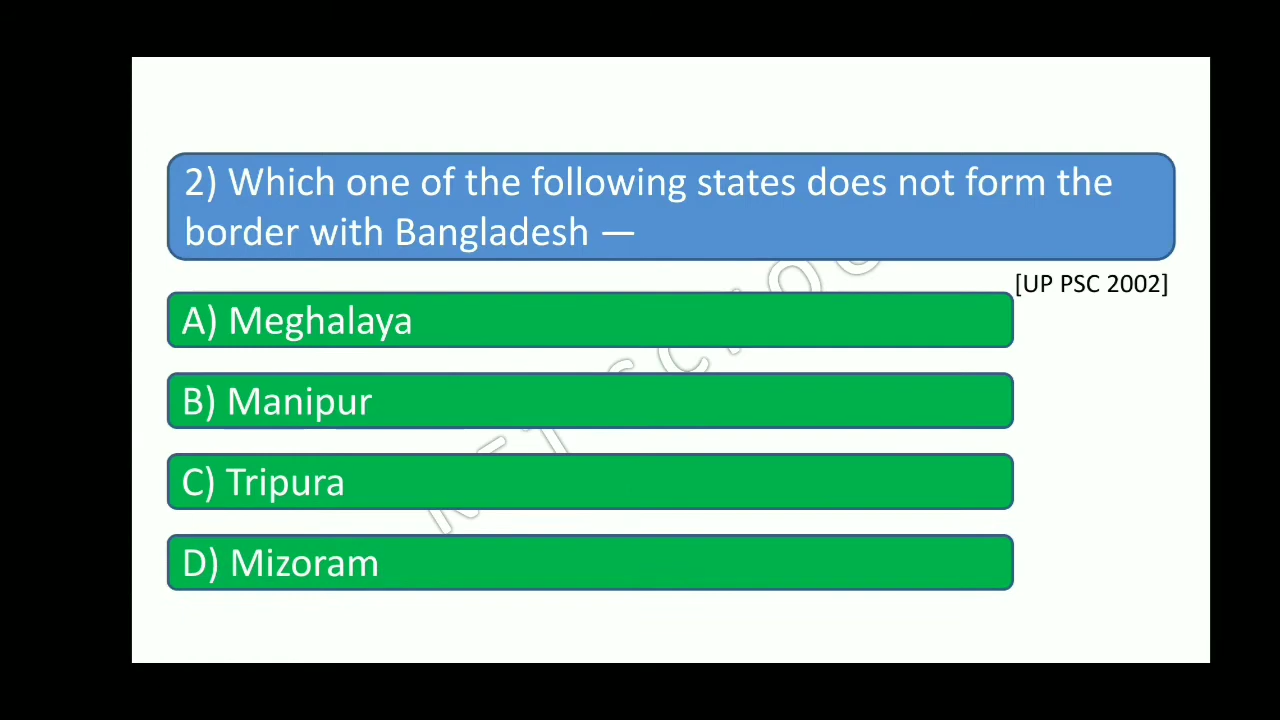 2) Which one of the following states does not form the
border with Bangladesh —
[UP PSC 2002]
A) Meghalaya
B) Manipur
C) Tripura
D) Mizoram